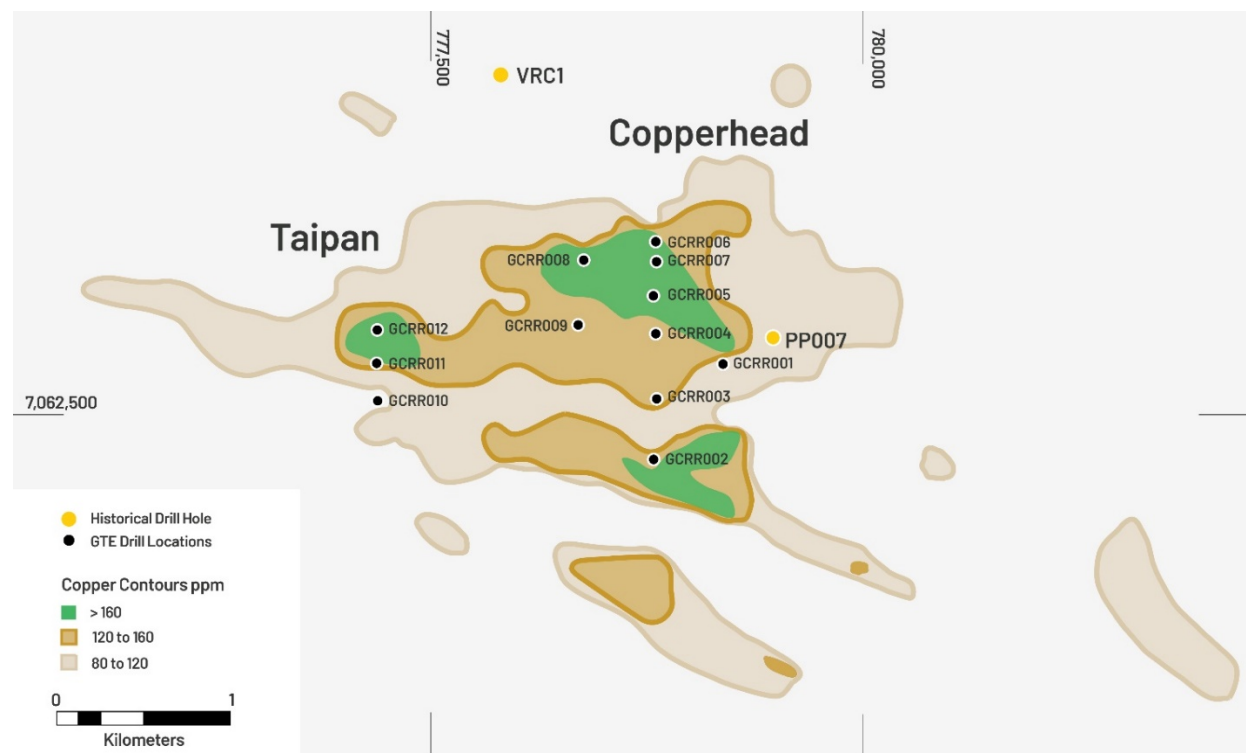 777,500
780,000
VRC1
Copperhead
Taipan
GCRR006
GCRR008
GCRR007
GCRR005
GCRR009
GCRR012
GCRR004
PP007
GCRR011
GCRR001
GCRR010
GCRR003
7,062,500
GCRR002
Historical Drill Hole
GTE Drill Locations
Copper Contours ppm
> 160
120 to 160
80 to 120
0 1
Kilometers